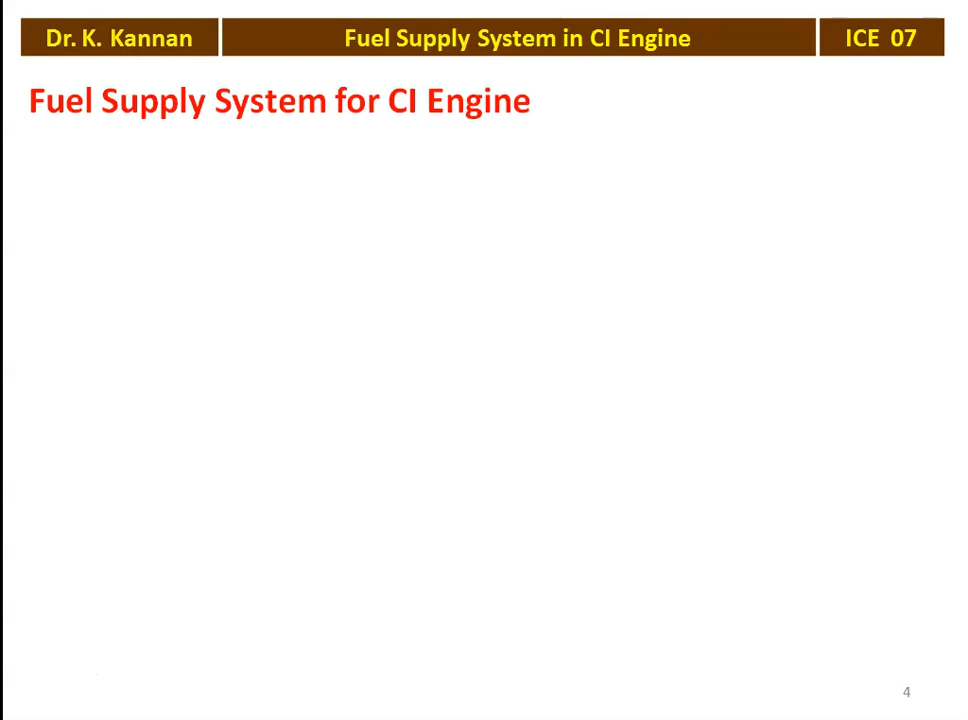 Dr. K. Kannan
Fuel Supply System in CI Engine
ICE 07
Fuel Supply System for CI Engine
4